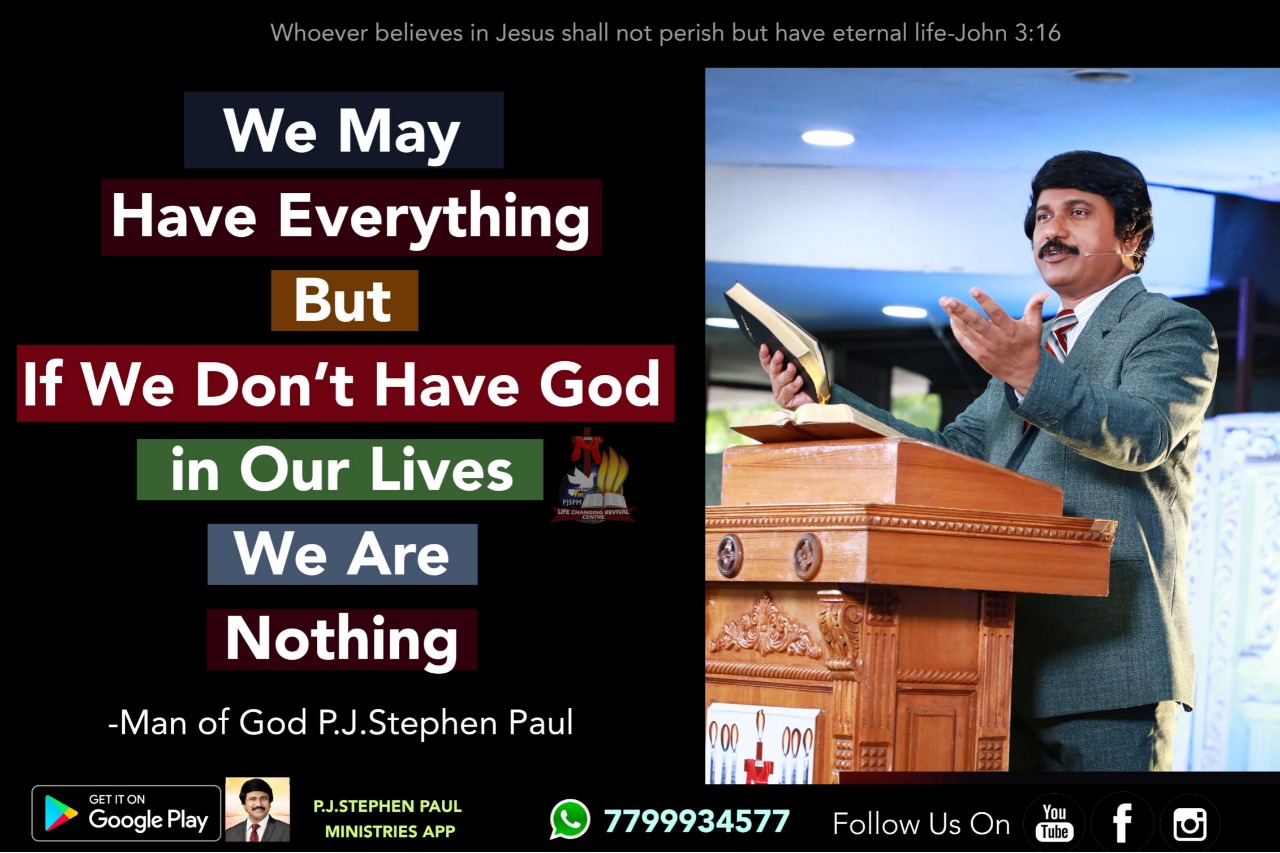 Whoever believes in Jesus shall not perish but have eternal life-John 3:16
We May
Have Everything
But
If We Don’t Have God
in Our Lives
We Are
Nothing
PJSPM
LIFE CHANGING REVIVAL
CENTRE
-Man of God P.J.Stephen Paul
GET IT ON
Google Play
P.J.STEPHEN PAUL
MINISTRIES APP
7799934577
Follow Us On
You
Tube
f